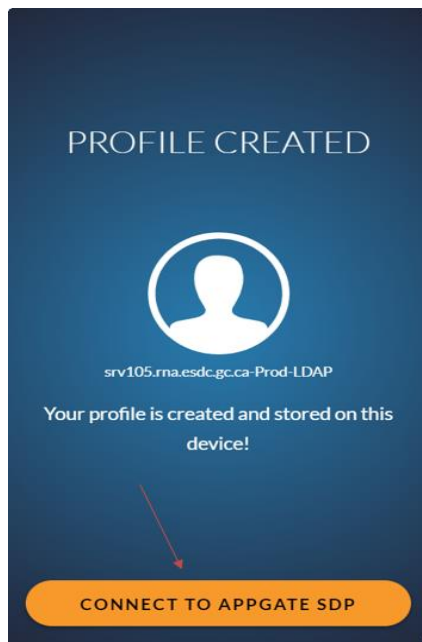 PROFILE CREATED
srv105.rna.esdc.gc.ca-Prod-LDAP
Your profile is created and stored on this
device!
CONNECT TO APPGATE SDP